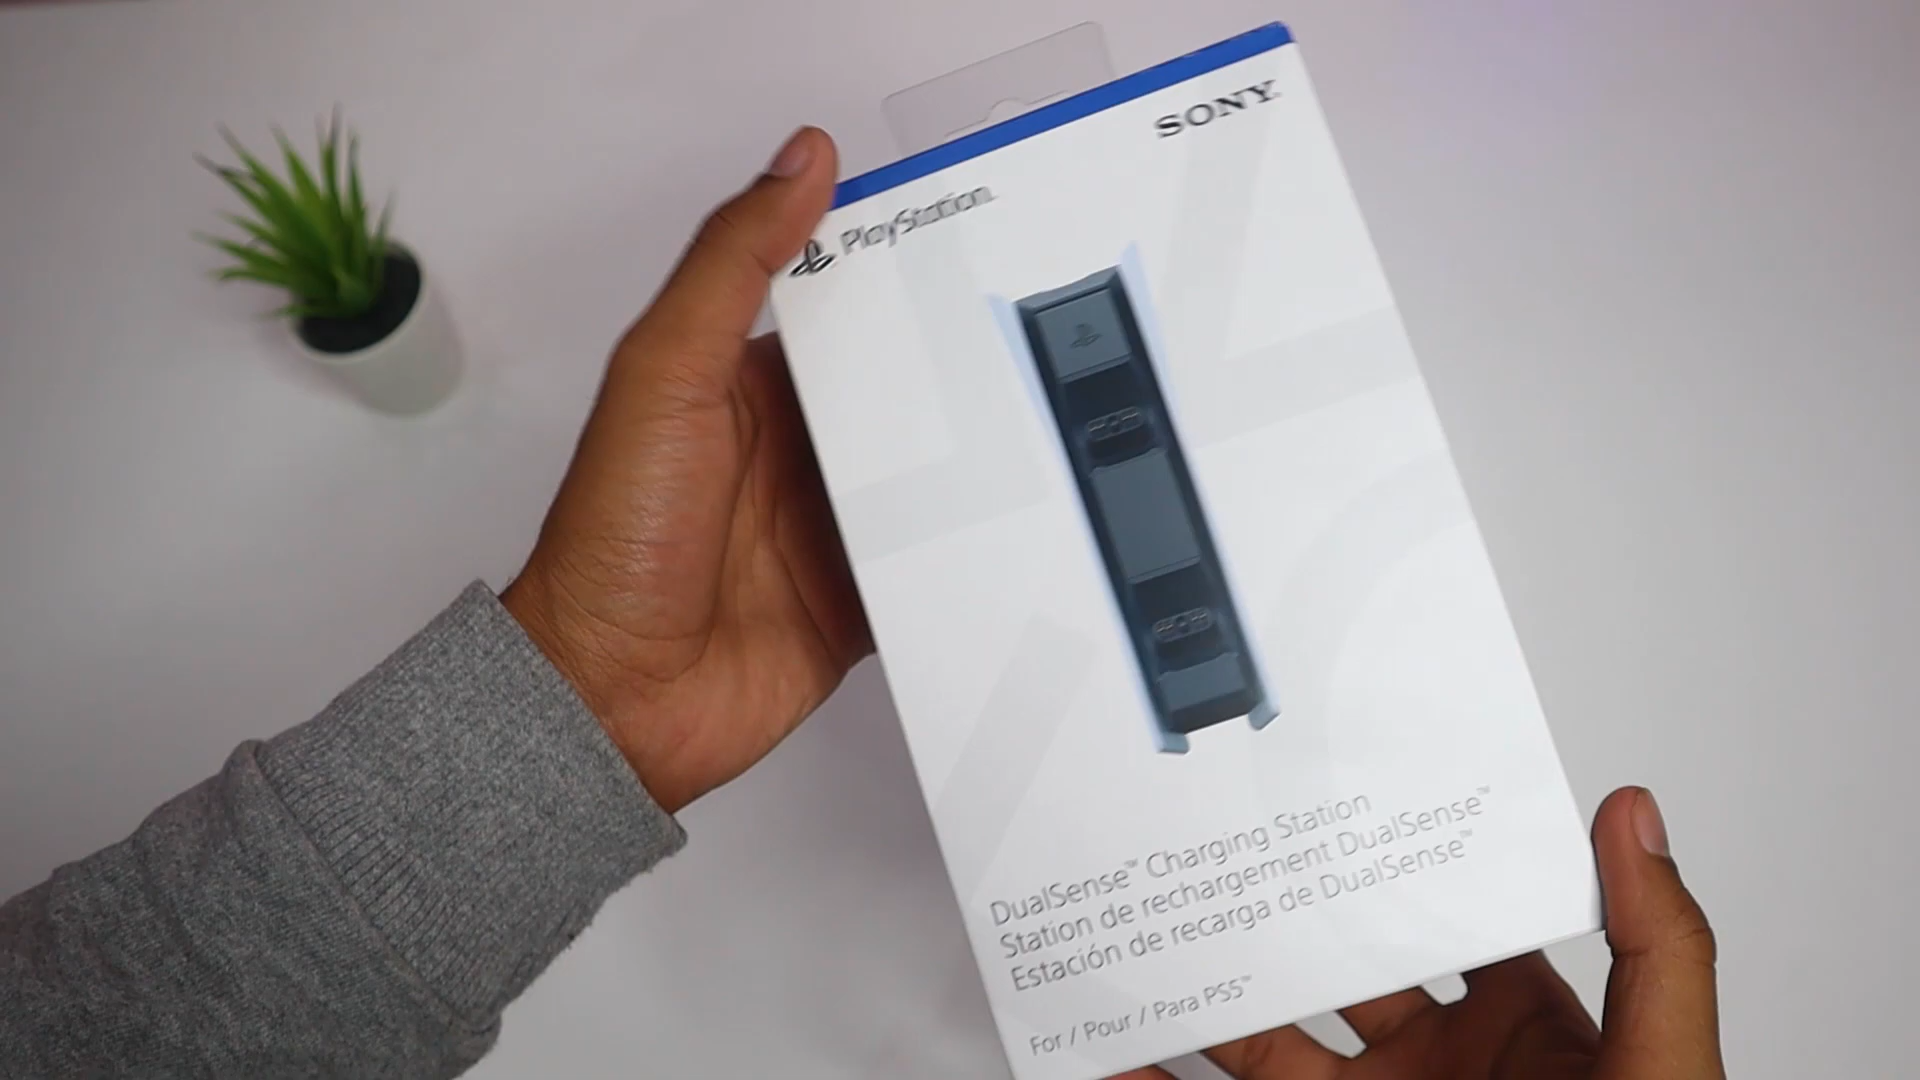 SONY
PlayStation
DualSense™ Charging Station
Station de rechargement DualSense™
Estación de recarga de DualSense™
For / Pour / Para PS5™